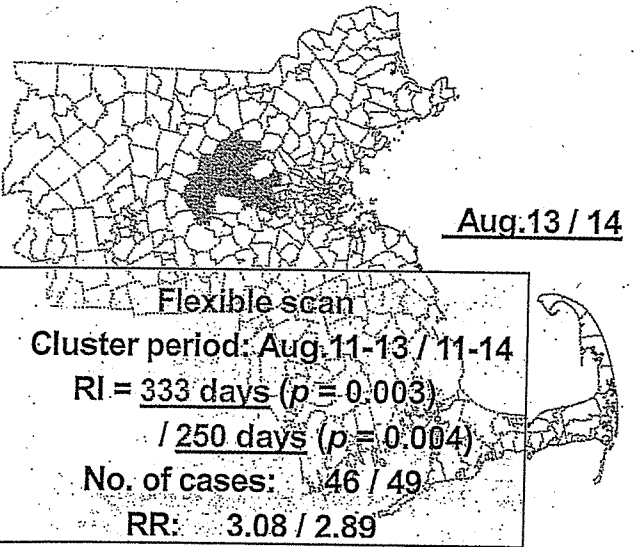 Aug.13 / 14
Flexible scan
Cluster period: Aug.11-13 / 11-14
RI = 333 days (p = 0.003)
/ 250 days (p = 0.004)
No. of cases: 46 / 49
RR: 3.08 / 2.89